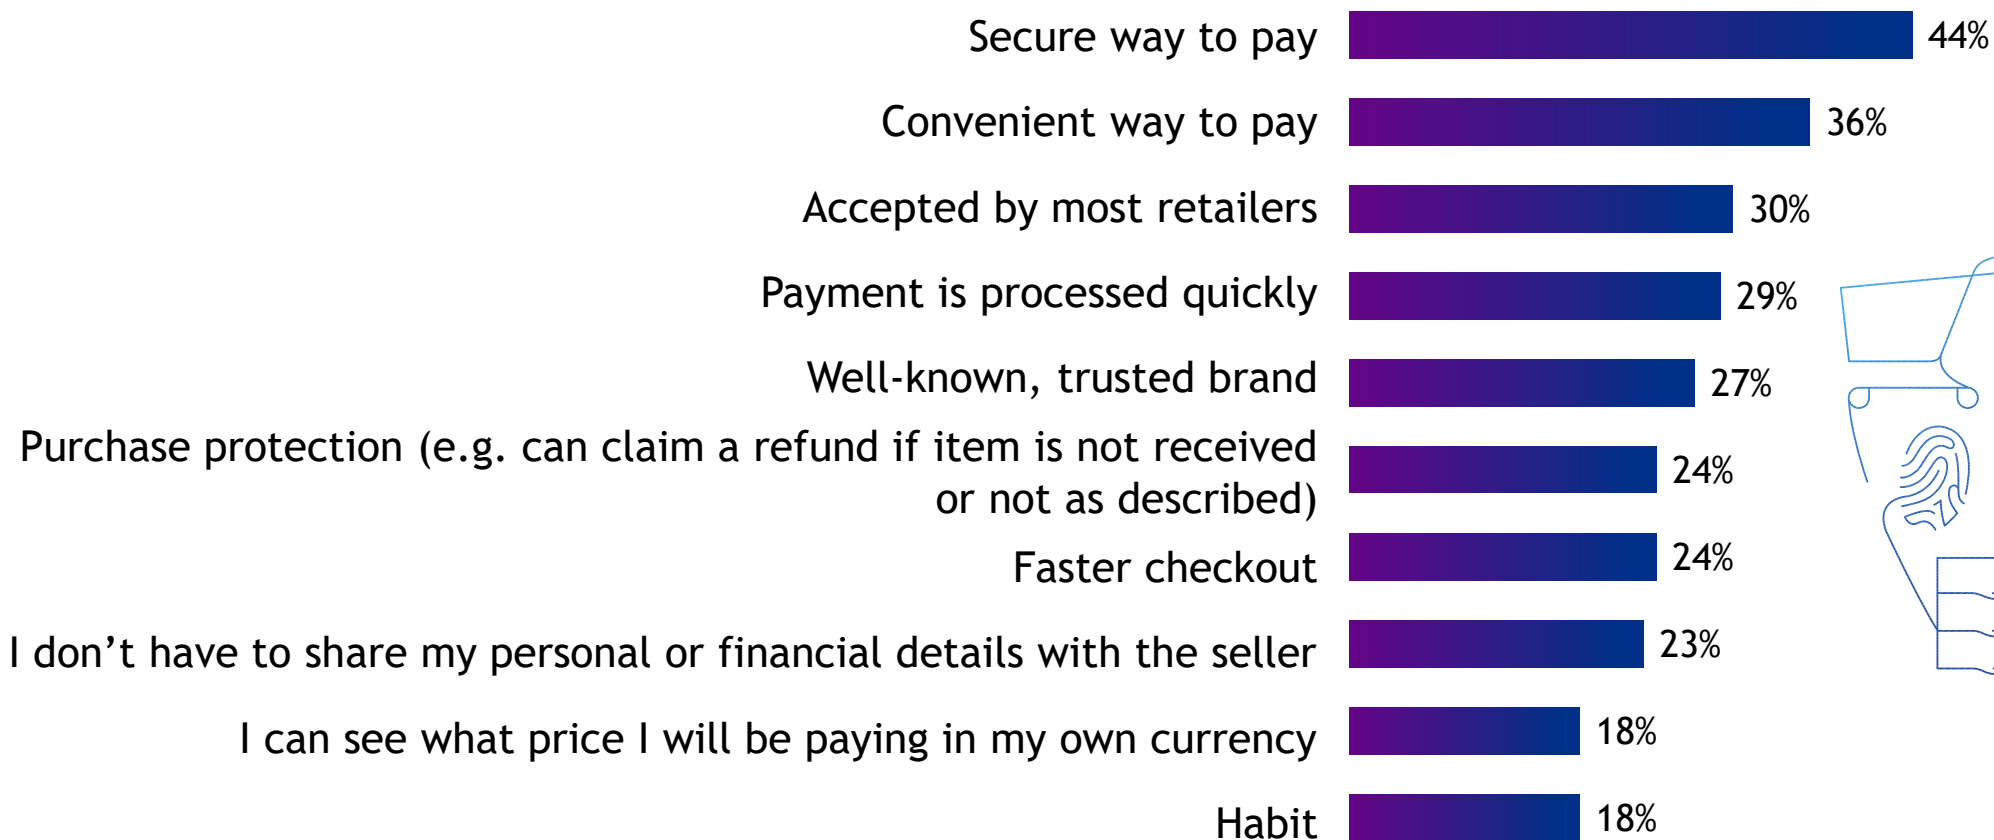 Secure way to pay 44%
Convenient way to pay 36%
Accepted by most retailers 30%
Payment is processed quickly 29%
Well-known, trusted brand 27%
Purchase protection (e.g. can claim a refund if item is not received
or not as described) 24%
Faster checkout 24%
I don’t have to share my personal or financial details with the seller 23%
I can see what price I will be paying in my own currency 18%
Habit 18%